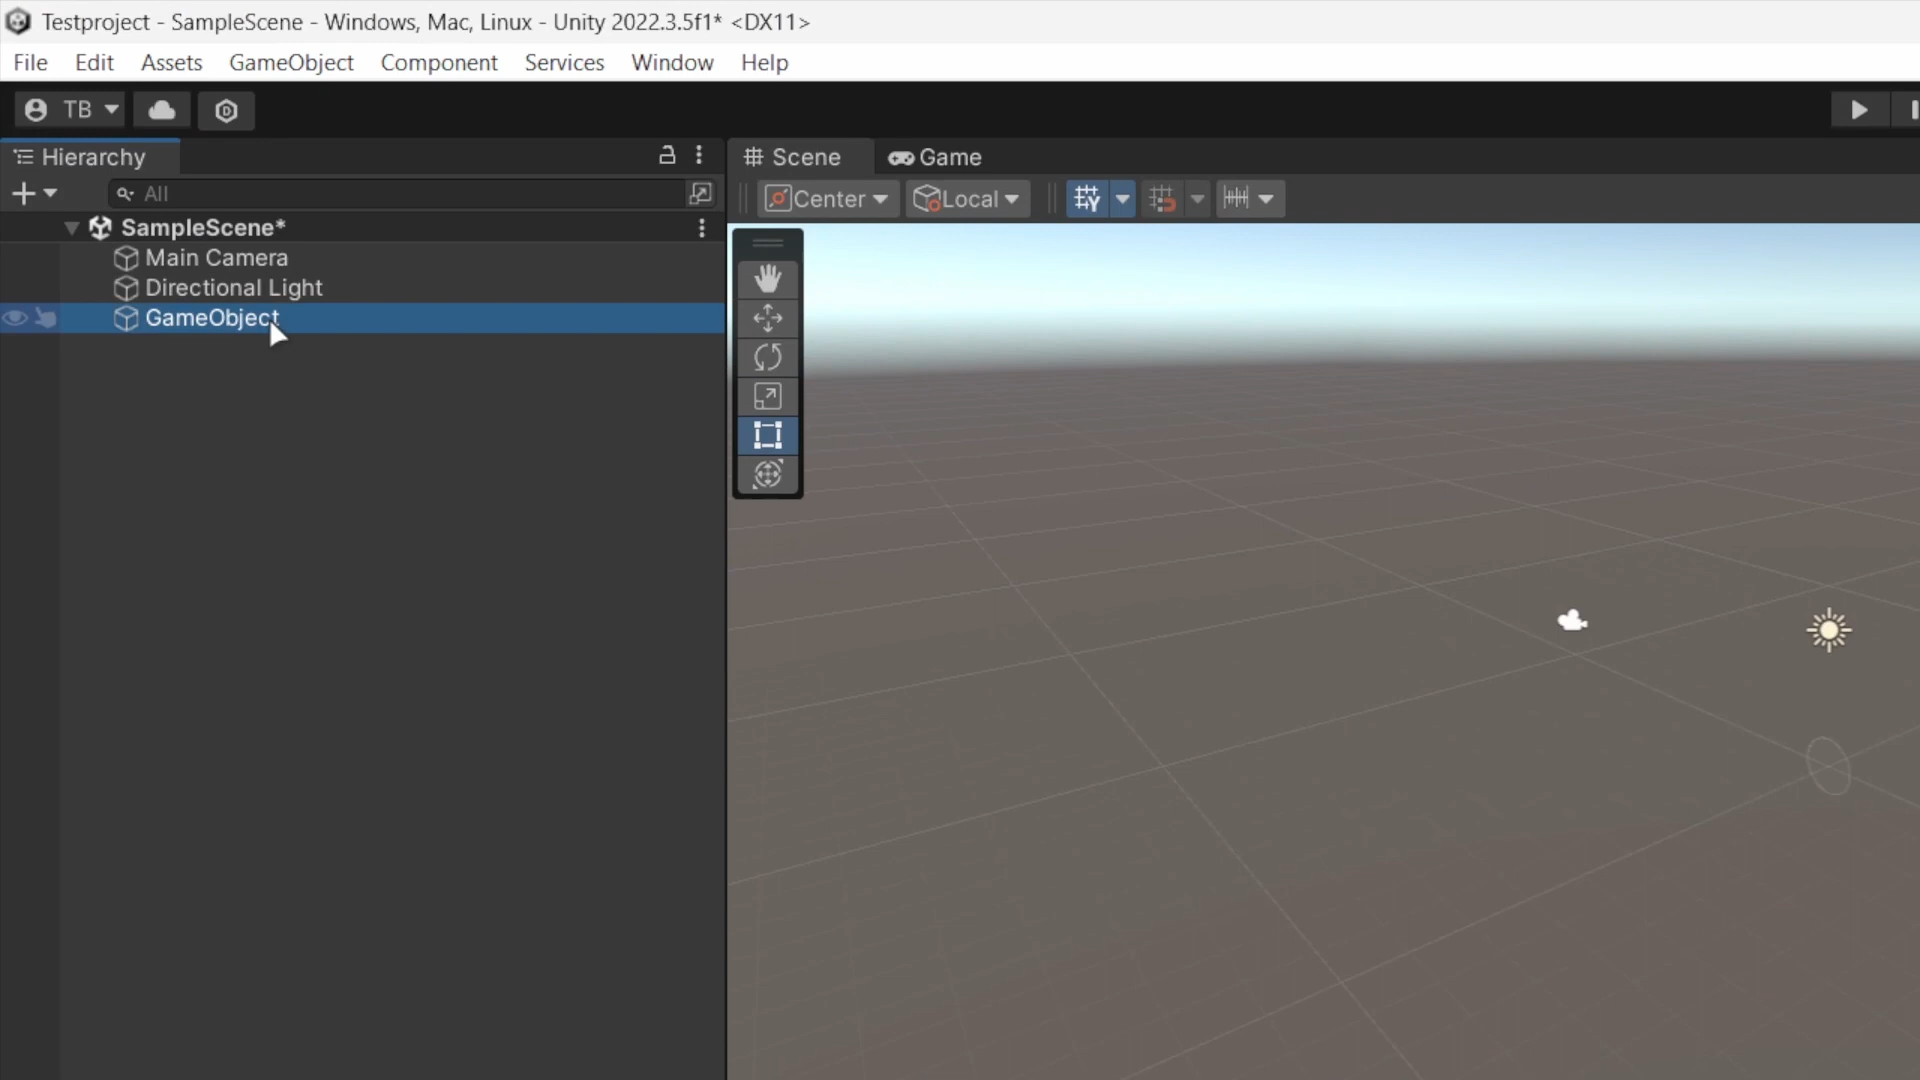 Testproject - SampleScene - Windows, Mac, Linux - Unity 2022.3.5f1* <DX11>
File Edit Assets GameObject Component Services Window Help
TB
Hierarchy
All
SampleScene*
Main Camera
Directional Light
GameObject
Scene Game
Center Local